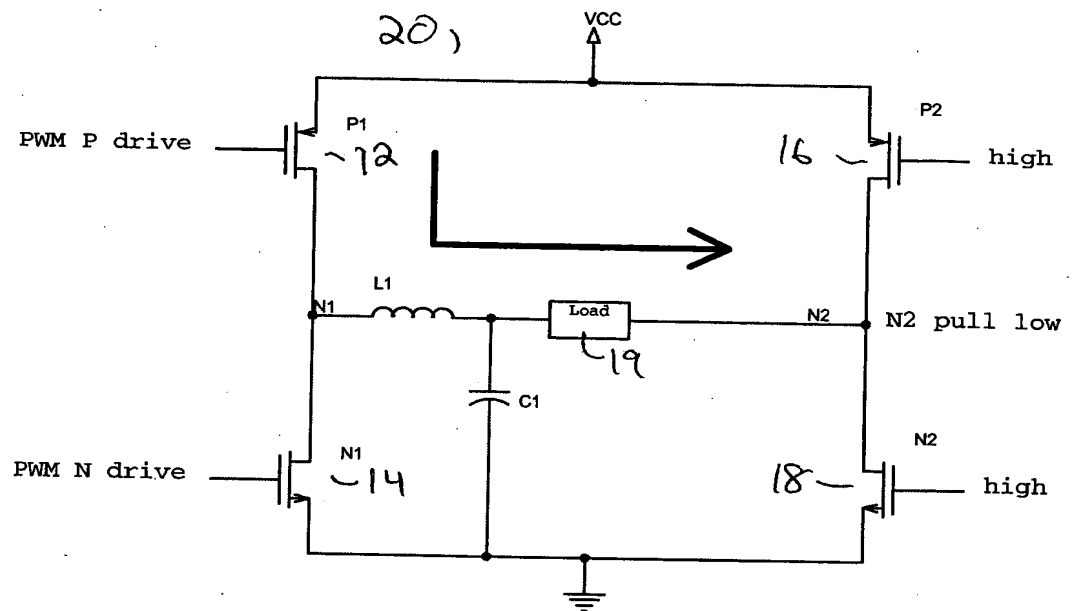 20,
VCC
PWM P drive
P1
12
P2
16
high
L1
N1
Load
N2
N2 pull low
19
C1
PWM N drive
N1
14
N2
18
high